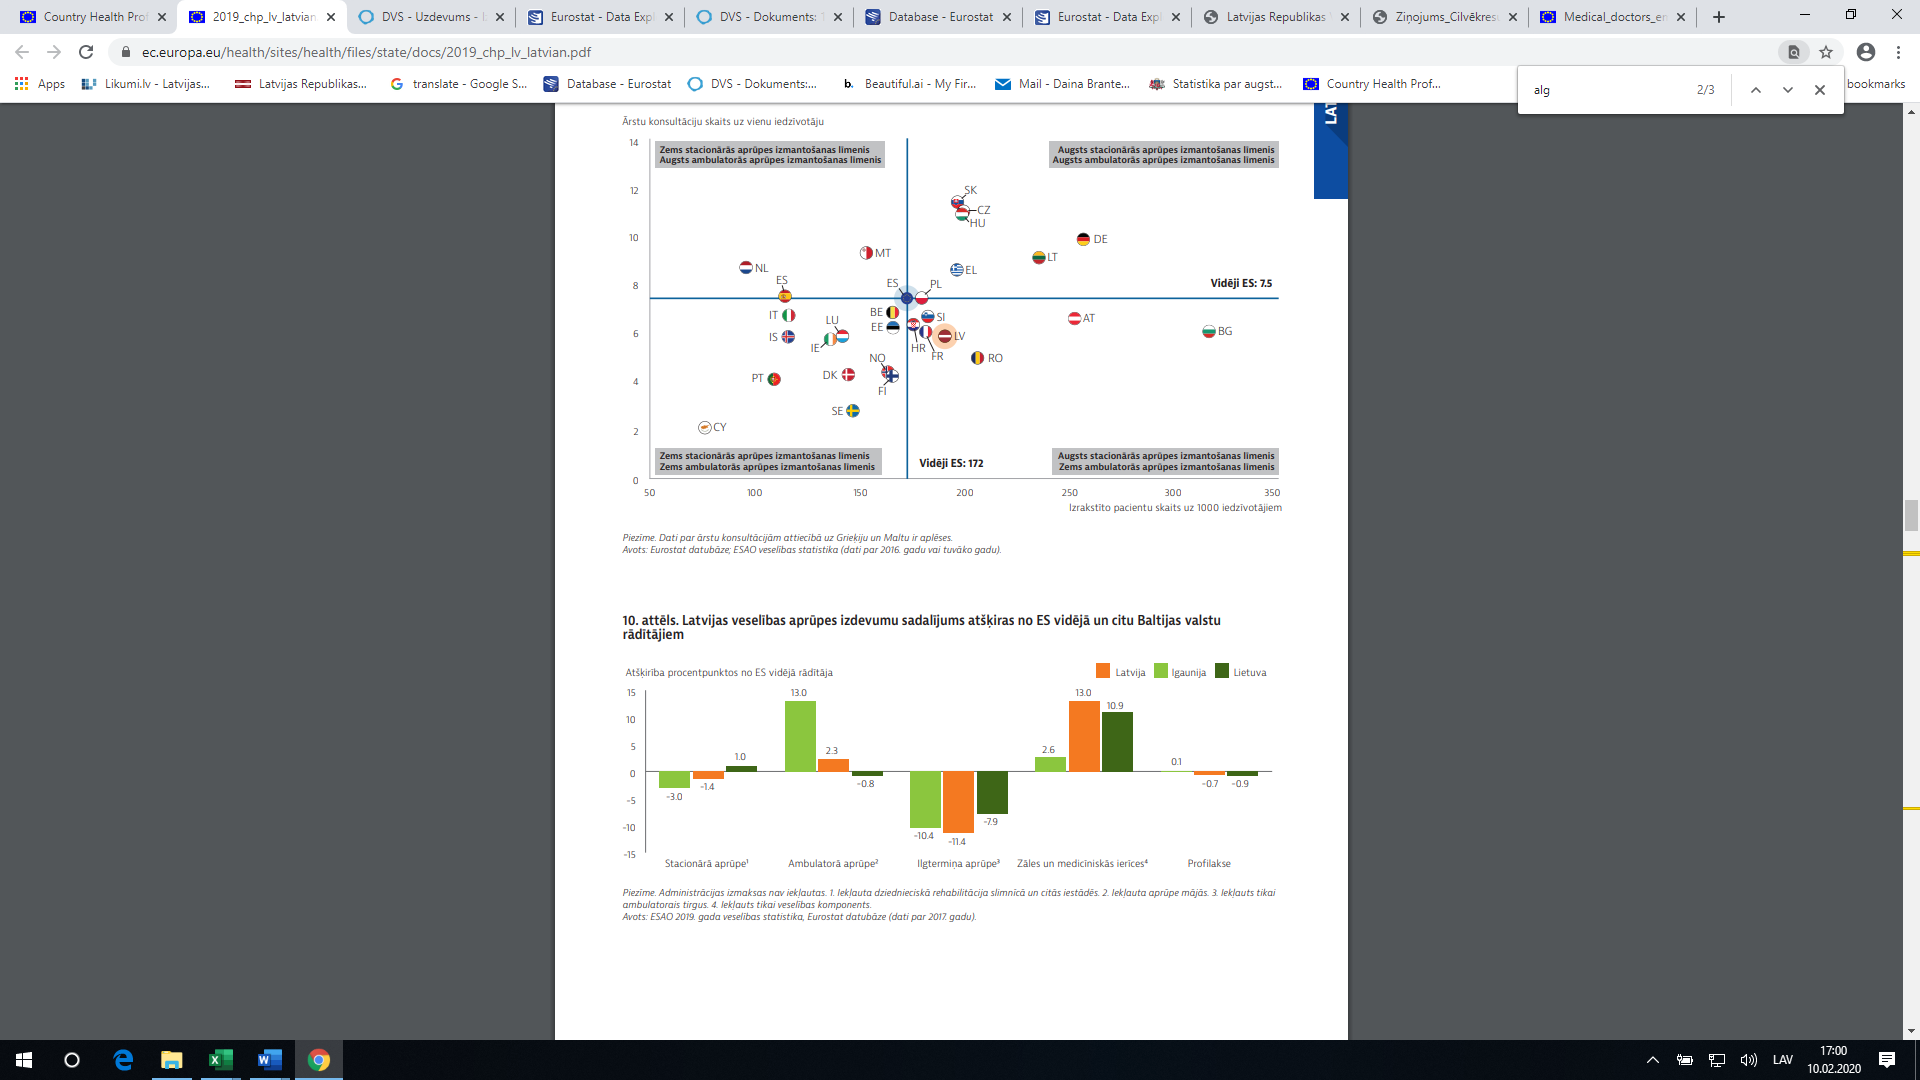 Country Health Prof
2019_chp_lv_latvian
DVS - Uzdevums -
Eurostat - Data Expl
DVS - Dokuments:
Database - Eurostat
Eurostat - Data Expl
Latvijas Republikas
Ziņojums_Cilvēkres
Medical_doctors_en
ec.europa.eu/health/sites/health/files/state/docs/2019_chp_lv_latvian.pdf
Apps
Likumi.lv - Latvijas...
Latvijas Republikas...
translate - Google S...
Database - Eurostat
DVS - Dokuments:...
Beautiful.ai - My Fir...
Mail - Daina Brante...
Statistika par augst...
Country Health Prof...
bookmarks
alg
2/3
LAT
Ārstu konsultāciju skaits uz vienu iedzīvotāju
14
Zems stacionārās aprūpes izmantošanas līmenis
Augsts ambulatorās aprūpes izmantošanas līmenis
Augsts stacionārās aprūpes izmantošanas līmenis
Augsts ambulatorās aprūpes izmantošanas līmenis
12
SK
CZ
HU
10
DE
MT
LT
NL
EL
ES
8
ES
PL
Vidēji ES: 7.5
IT
LU
BE
SI
AT
EE
6
IS
IE
HR
FR
LV
BG
NO
RO
4
PT
DK
FI
SE
2
CY
Zems stacionārās aprūpes izmantošanas līmenis
Zems ambulatorās aprūpes izmantošanas līmenis
Vidēji ES: 172
Augsts stacionārās aprūpes izmantošanas līmenis
Zems ambulatorās aprūpes izmantošanas līmenis
0
50 100 150 200 250 300 350
Izrakstīto pacientu skaits uz 1000 iedzīvotājiem
Piezīme. Dati par ārstu konsultācijām attiecībā uz Grieķiju un Maltu ir aplēses.
Avots: Eurostat datubāze; ESAO veselības statistika (dati par 2016. gadu vai tuvāko gadu).
10. attēls. Latvijas veselības aprūpes izdevumu sadalījums atšķiras no ES vidējā un citu Baltijas valstu
rādītājiem
Atšķirība procentpunktos no ES vidējā rādītāja
Latvija Igaunija Lietuva
15
10
5
0
-5
-10
-15
-3.0 -1.4 1.0
13.0 2.3 -0.8
-10.4 -11.4 -7.9
2.6 13.0 10.9
0.1 -0.7 -0.9
Stacionārā aprūpe¹ Ambulatorā aprūpe² Ilgtermiņa aprūpe³ Zāles un medicīniskās ierīces⁴ Profilakse
Piezīme. Administrācijas izmaksas nav iekļautas. 1. Iekļauta dziednieciskā rehabilitācija slimnīcā un citās iestādēs. 2. Iekļauta aprūpe mājās. 3. Iekļauts tikai
ambulatorais tirgus. 4. Iekļauts tikai veselības komponents.
Avots: ESAO 2019. gada veselības statistika, Eurostat datubāze (dati par 2017. gadu).
LAV
17:00
10.02.2020